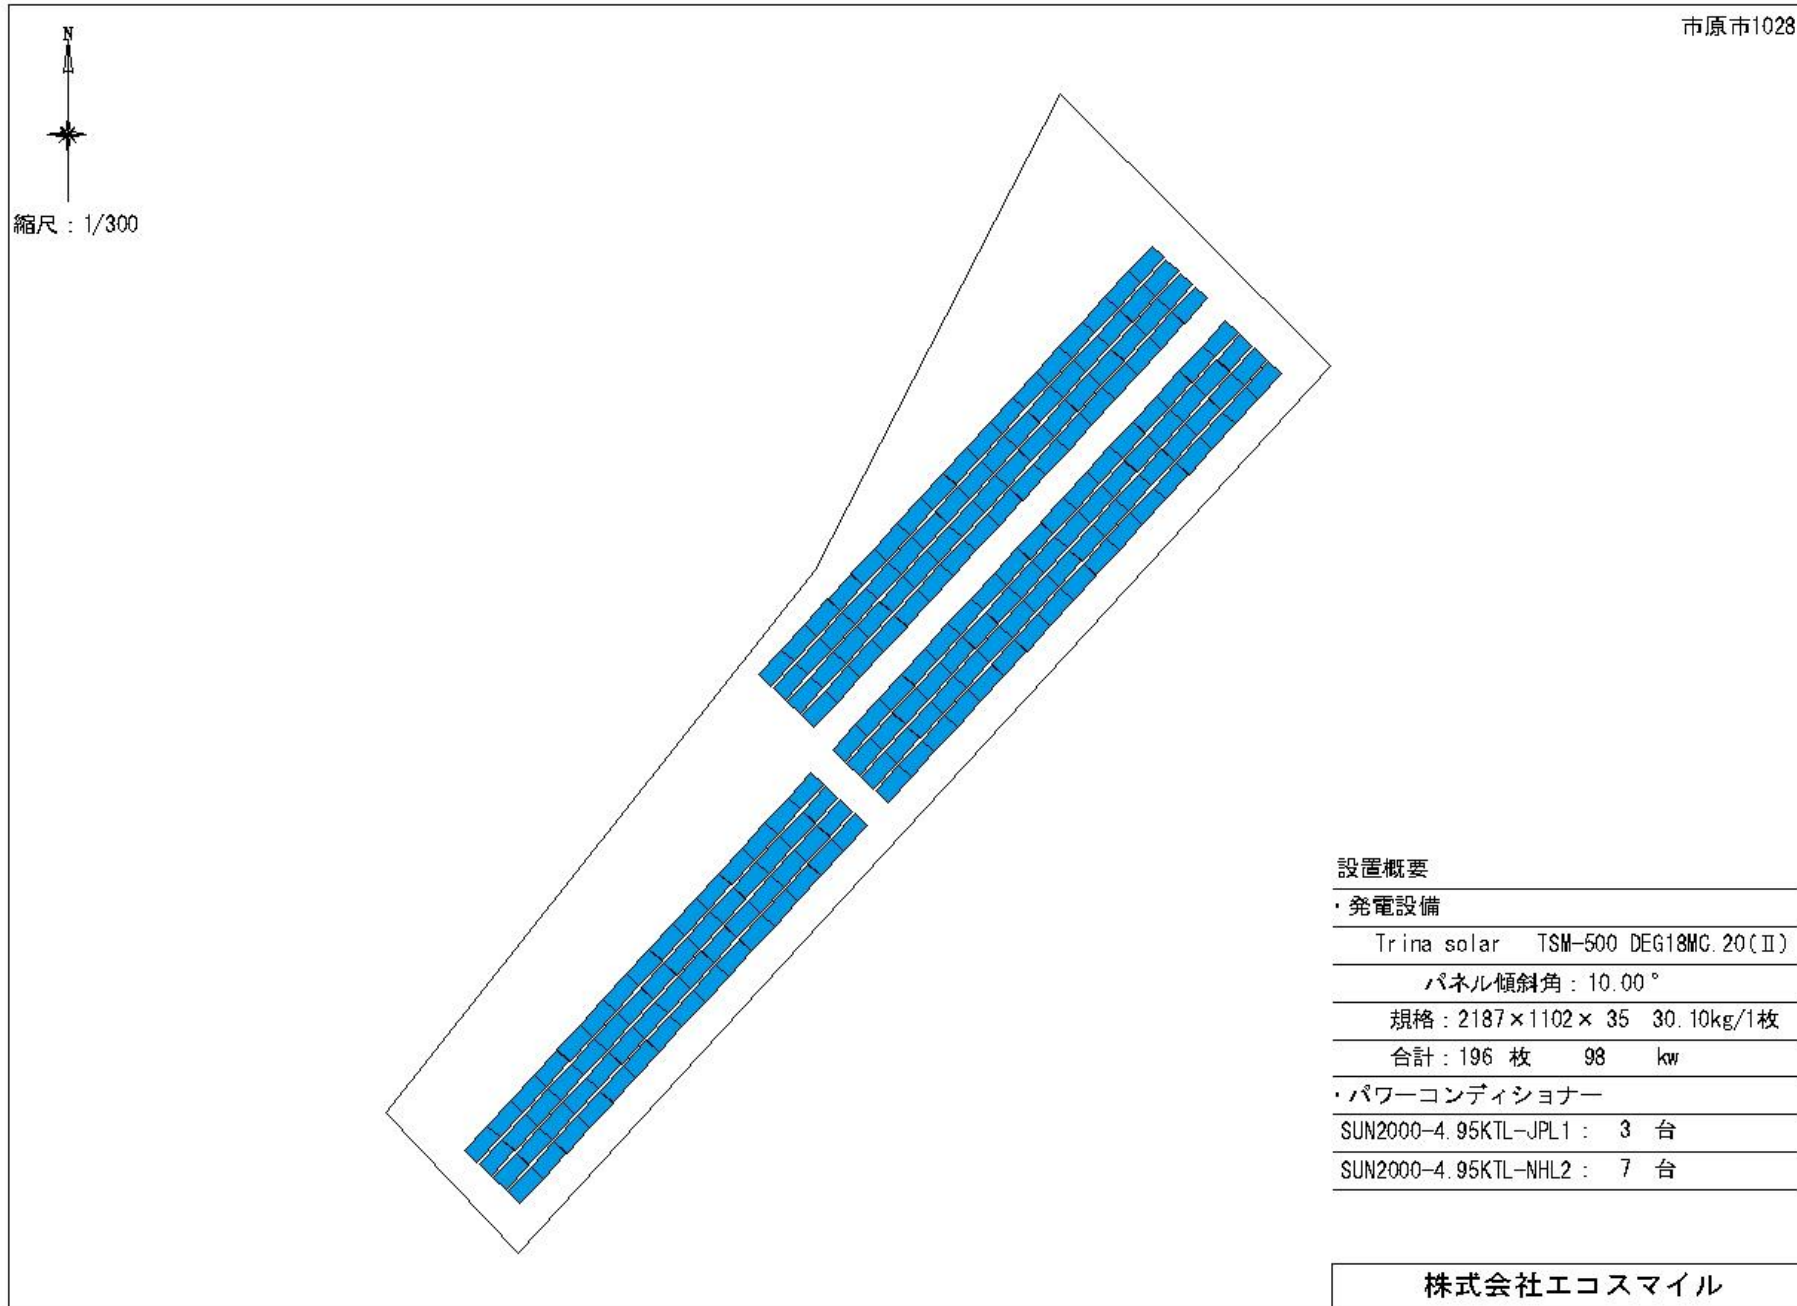 市原市1028
N
縮尺：1/300
設置概要
・発電設備
Trina solar TSM-500 DEG18MC.20(Ⅱ)
パネル傾斜角：10.00°
規格：2187×1102× 35 30.10kg/1枚
合計：196 枚 98 kw
・パワーコンディショナー
SUN2000-4.95KTL-JPL1： 3 台
SUN2000-4.95KTL-NHL2： 7 台
株式会社エコスマイル